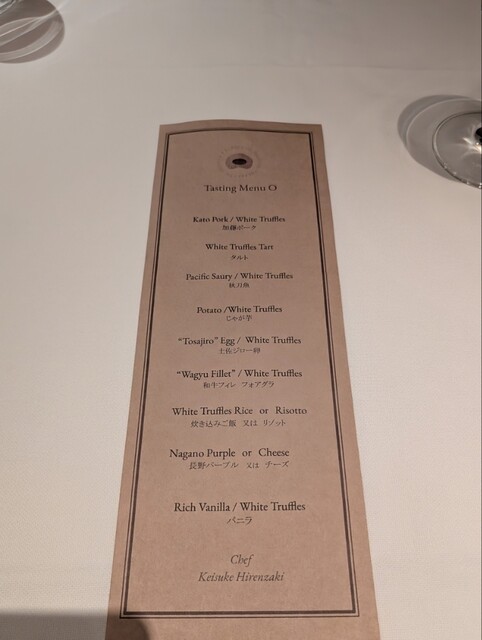 Tasting Menu O
Kato Pork / White Truffles
加藤ポーク
White Truffles Tart
タルト
Pacific Saury / White Truffles
秋刀魚
Potato /White Truffles
じゃが芋
“Tosajiro” Egg / White Truffles
土佐ジロー卵
“Wagyu Fillet” / White Truffles
和牛フィレ フォアグラ
White Truffles Rice or Risotto
炊き込みご飯 又は リゾット
Nagano Purple or Cheese
長野パープル 又は チーズ
Rich Vanilla / White Truffles
バニラ
Chef
Keisuke Hirenzaki